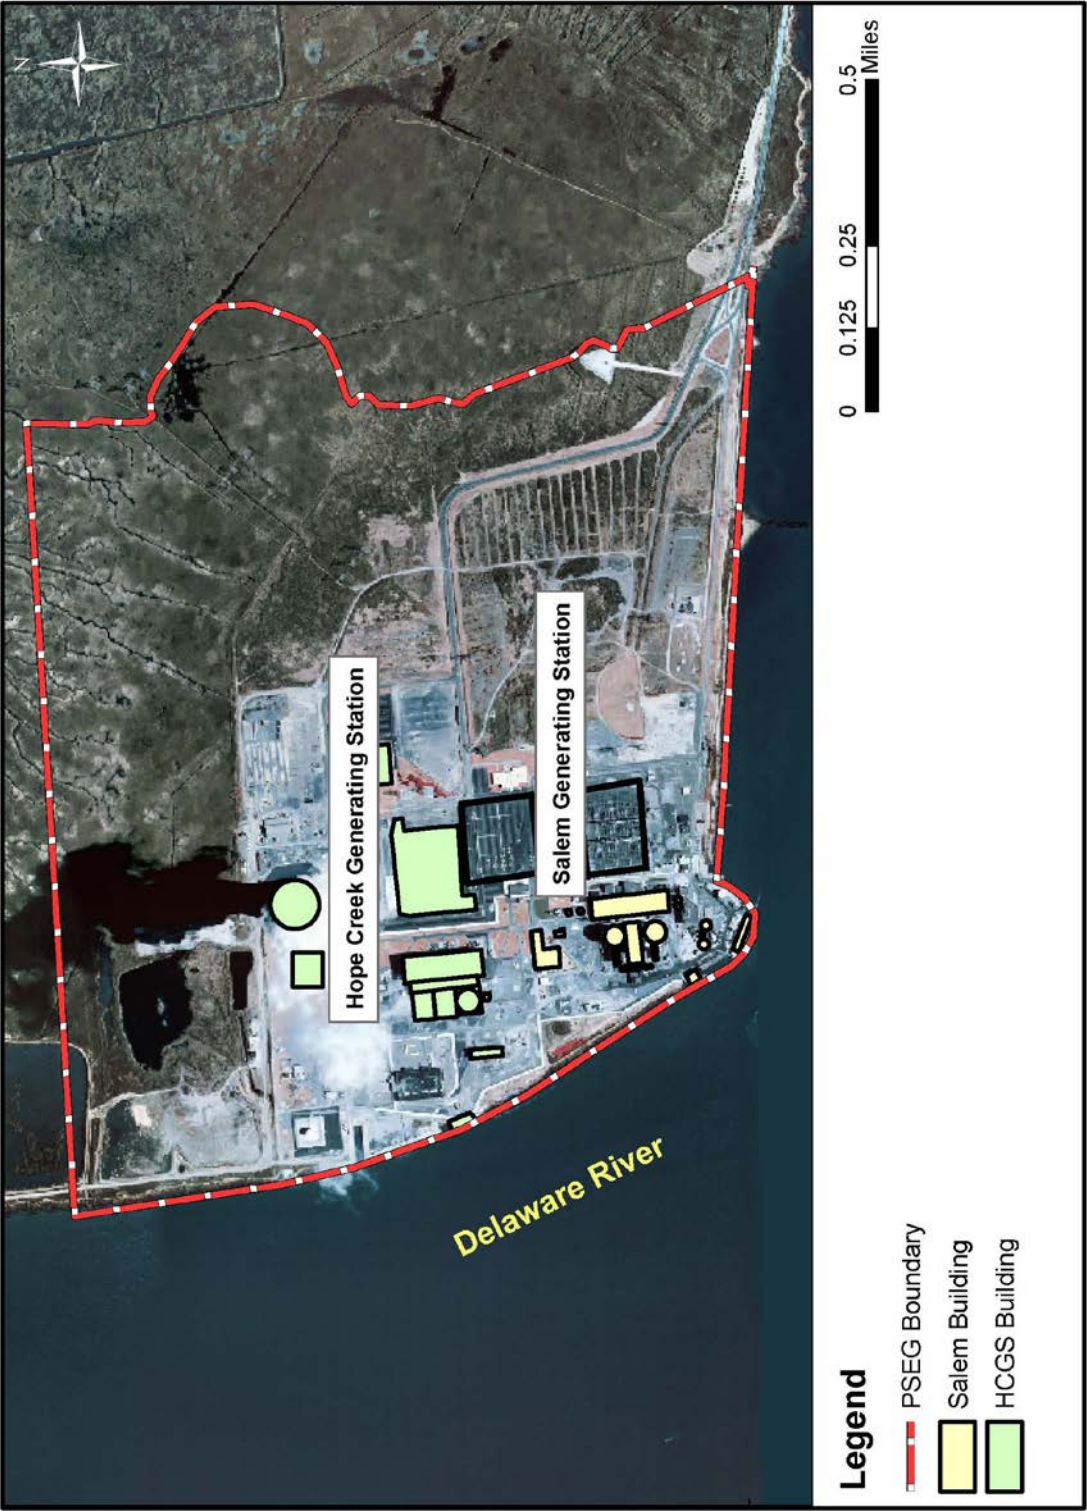 N
Hope Creek Generating Station
Salem Generating Station
Delaware River
Legend
PSEG Boundary
Salem Building
HCGS Building
0 0.125 0.25 0.5
Miles